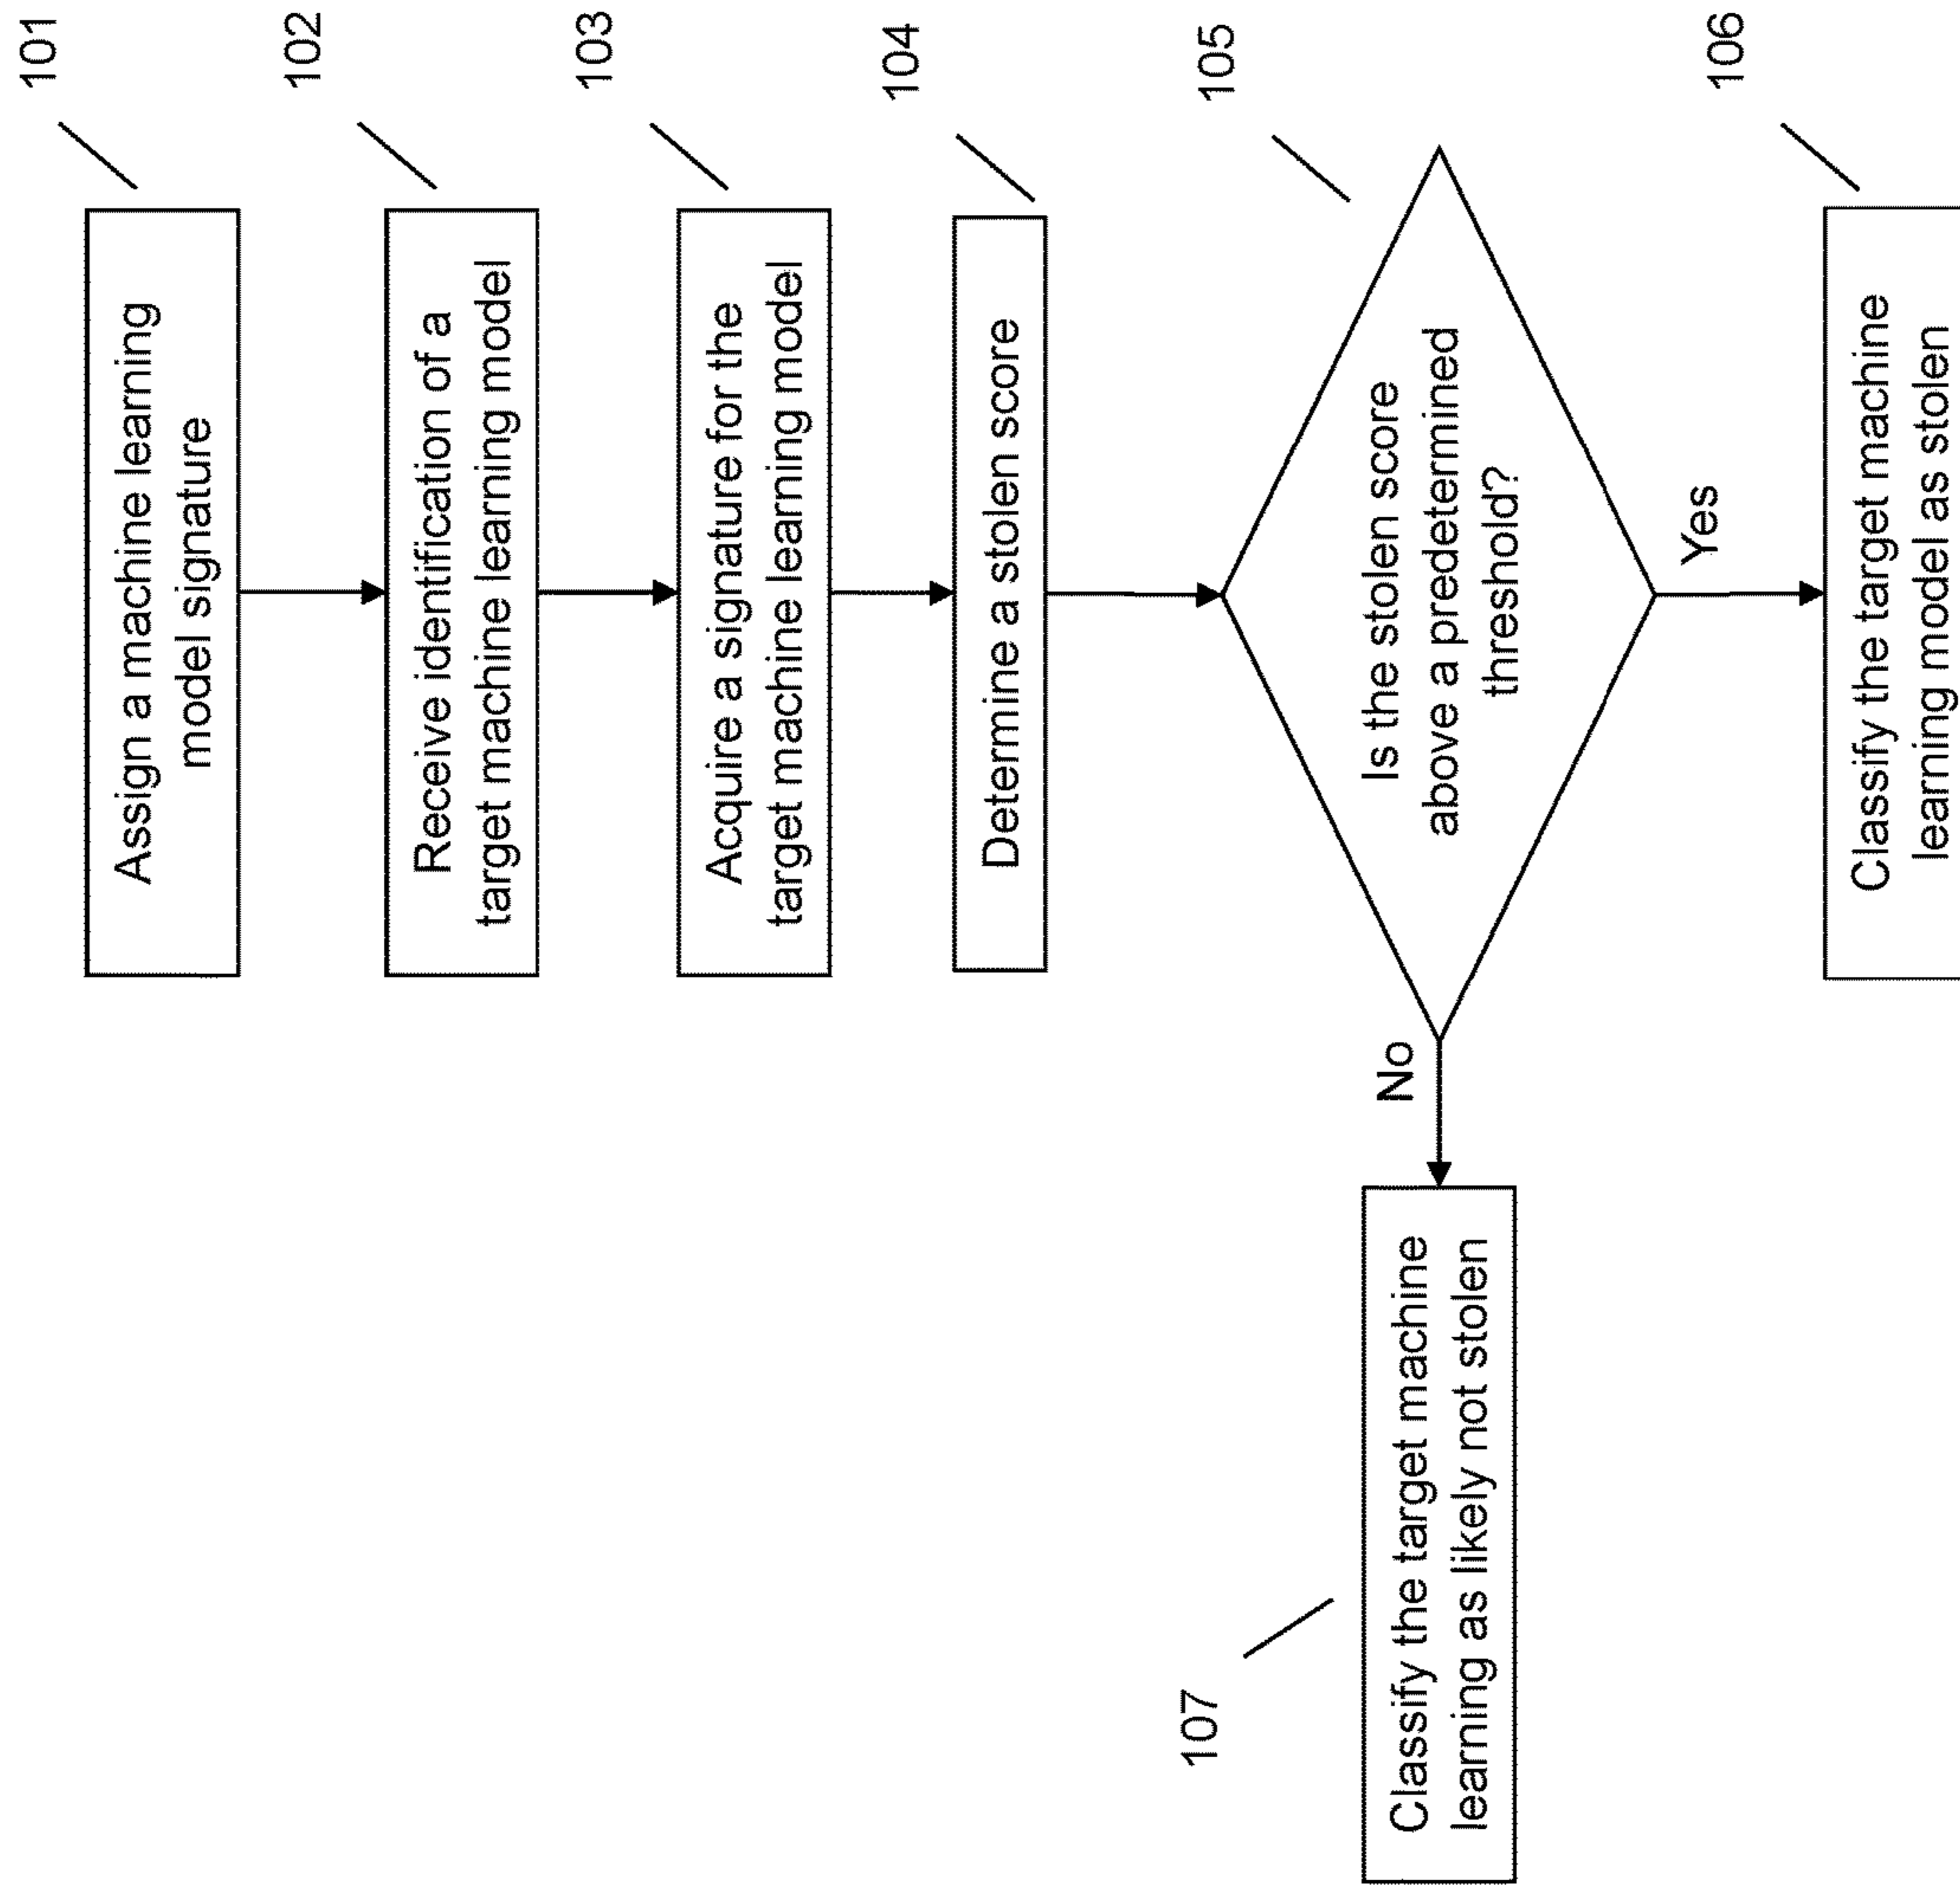 101
Assign a machine learning
model signature
102
Receive identification of a
target machine learning model
103
Acquire a signature for the
target machine learning model
104
Determine a stolen score
105
Is the stolen score
above a predetermined
threshold?
No
Yes
106
Classify the target machine
learning model as stolen
107
Classify the target machine
learning as likely not stolen